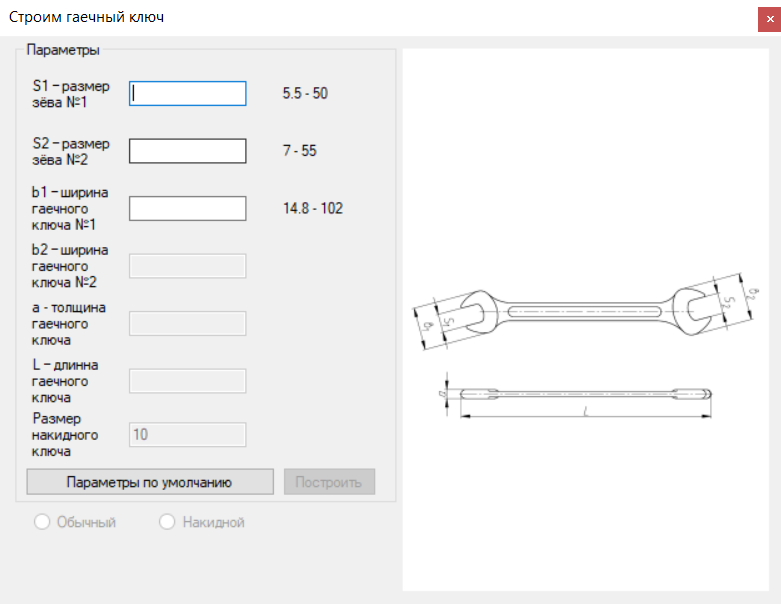 Строим гаечный ключ
Параметры
S1 – размер
зёва №1
5.5 - 50
S2 – размер
зёва №2
7 - 55
b1 – ширина
гаечного
ключа №1
14.8 - 102
b2 – ширина
гаечного
ключа №2
a - толщина
гаечного
ключа
L – длинна
гаечного
ключа
Размер
накидного
ключа
10
Параметры по умолчанию
Построить
Обычный
Накидной
S1
S2
a
L